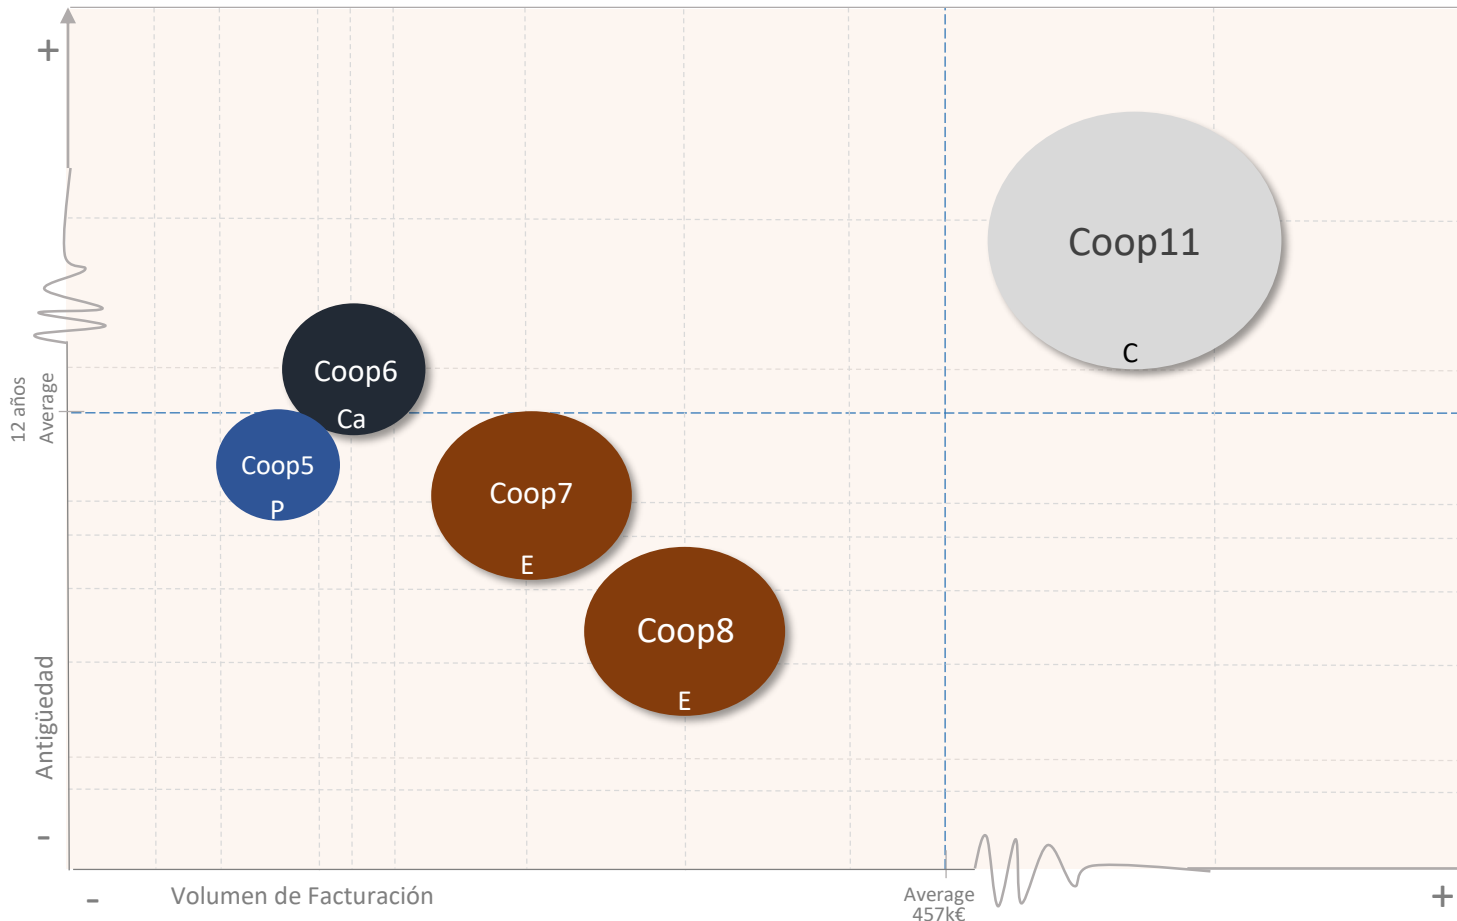 +
Coop11
C
Coop6
Ca
12 años
Average
Coop5
P
Coop7
E
Coop8
E
Antigüedad
-
-
Volumen de Facturación
Average
457k€
+